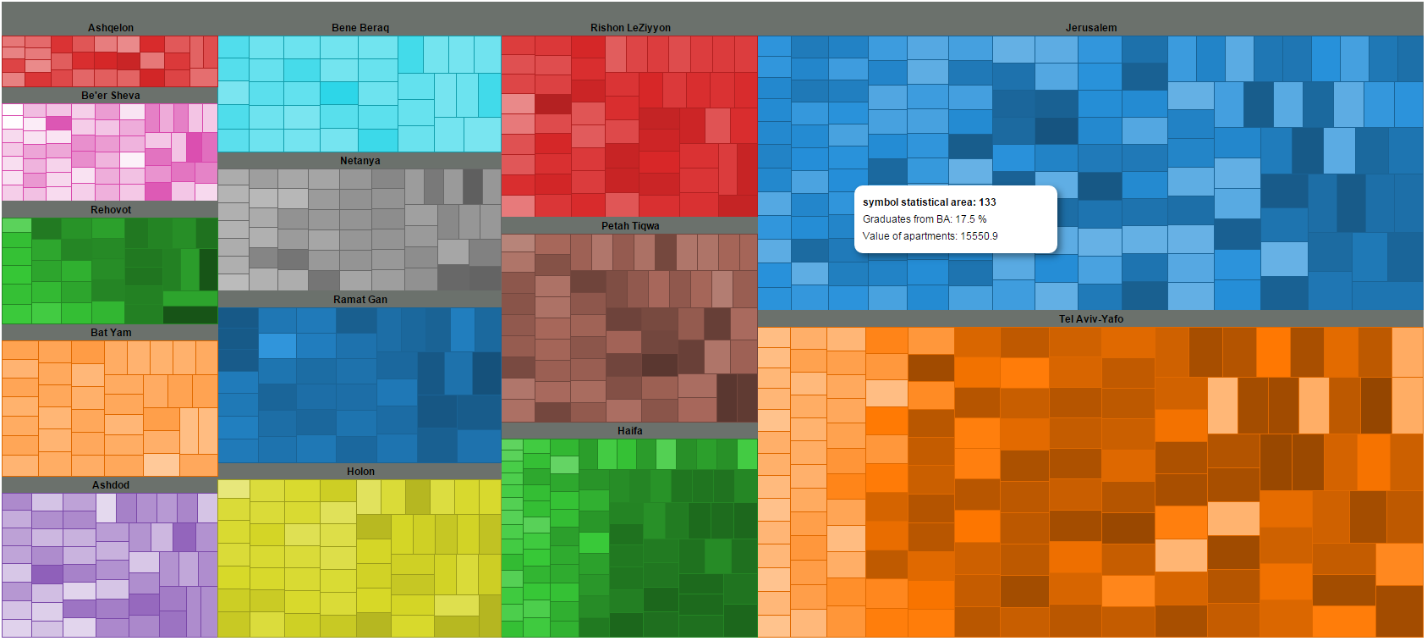 Ashqelon
Bene Beraq
Rishon LeZiyyon
Jerusalem
Be'er Sheva
Netanya
Rehovot
symbol statistical area: 133
Graduates from BA: 17.5 %
Value of apartments: 15550.9
Petah Tiqwa
Ramat Gan
Tel Aviv-Yafo
Bat Yam
Haifa
Holon
Ashdod